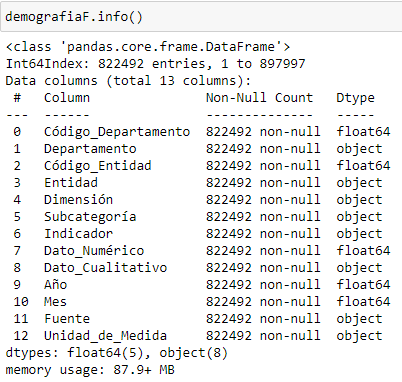 demografiaF.info()
<class 'pandas.core.frame.DataFrame'>
Int64Index: 822492 entries, 1 to 897997
Data columns (total 13 columns):
 #   Column               Non-Null Count   Dtype
---  ------               --------------   -----
 0   Código_Departamento  822492 non-null  float64
 1   Departamento         822492 non-null  object
 2   Código_Entidad       822492 non-null  float64
 3   Entidad              822492 non-null  object
 4   Dimensión            822492 non-null  object
 5   Subcategoría         822492 non-null  object
 6   Indicador            822492 non-null  object
 7   Dato_Numérico        822492 non-null  float64
 8   Dato_Cualitativo     822492 non-null  object
 9   Año                  822492 non-null  float64
 10  Mes                  822492 non-null  float64
 11  Fuente               822492 non-null  object
 12  Unidad_de_Medida     822492 non-null  object
dtypes: float64(5), object(8)
memory usage: 87.9+ MB